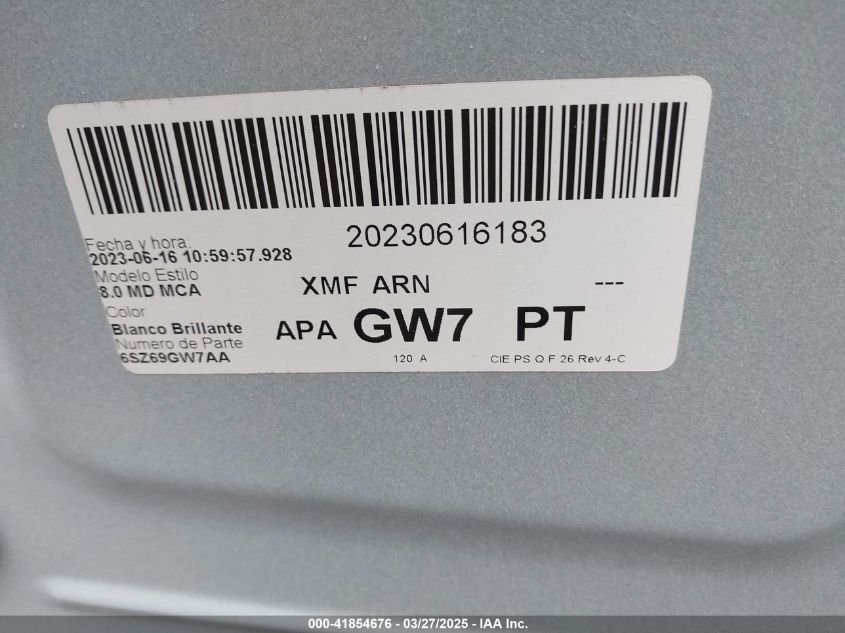 20230616183
Fecha y hora:
2023-06-16 10:59:57.928
Modelo Estilo
8.0 MD MCA
XMF ARN ---
Color
Blanco Brillante
APA GW7 PT
Numero de Parte
6SZ69GW7AA
120 A
CIE PS Q F 26 Rev 4-C
000-41854676 - 03/27/2025 - IAA Inc.